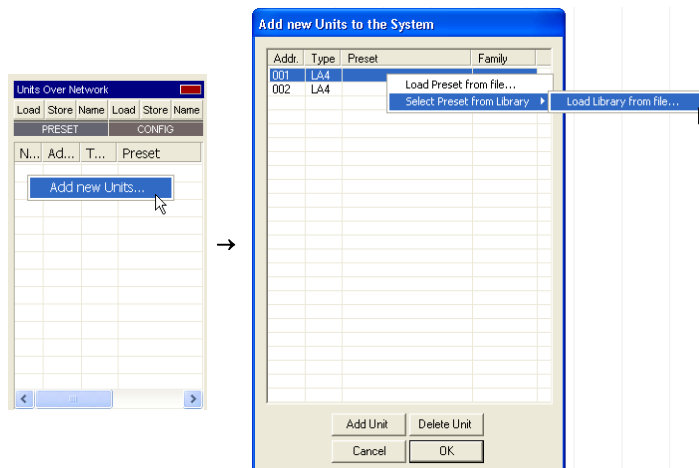 Units Over Network
Load Store Name Load Store Name
PRESET CONFIG
N... Ad... T... Preset
Add new Units...
→
Add new Units to the System
Addr. Type Preset Family
001 LA4
002 LA4
Load Preset from file...
Select Preset from Library
Load Library from file...
Add Unit Delete Unit
Cancel OK